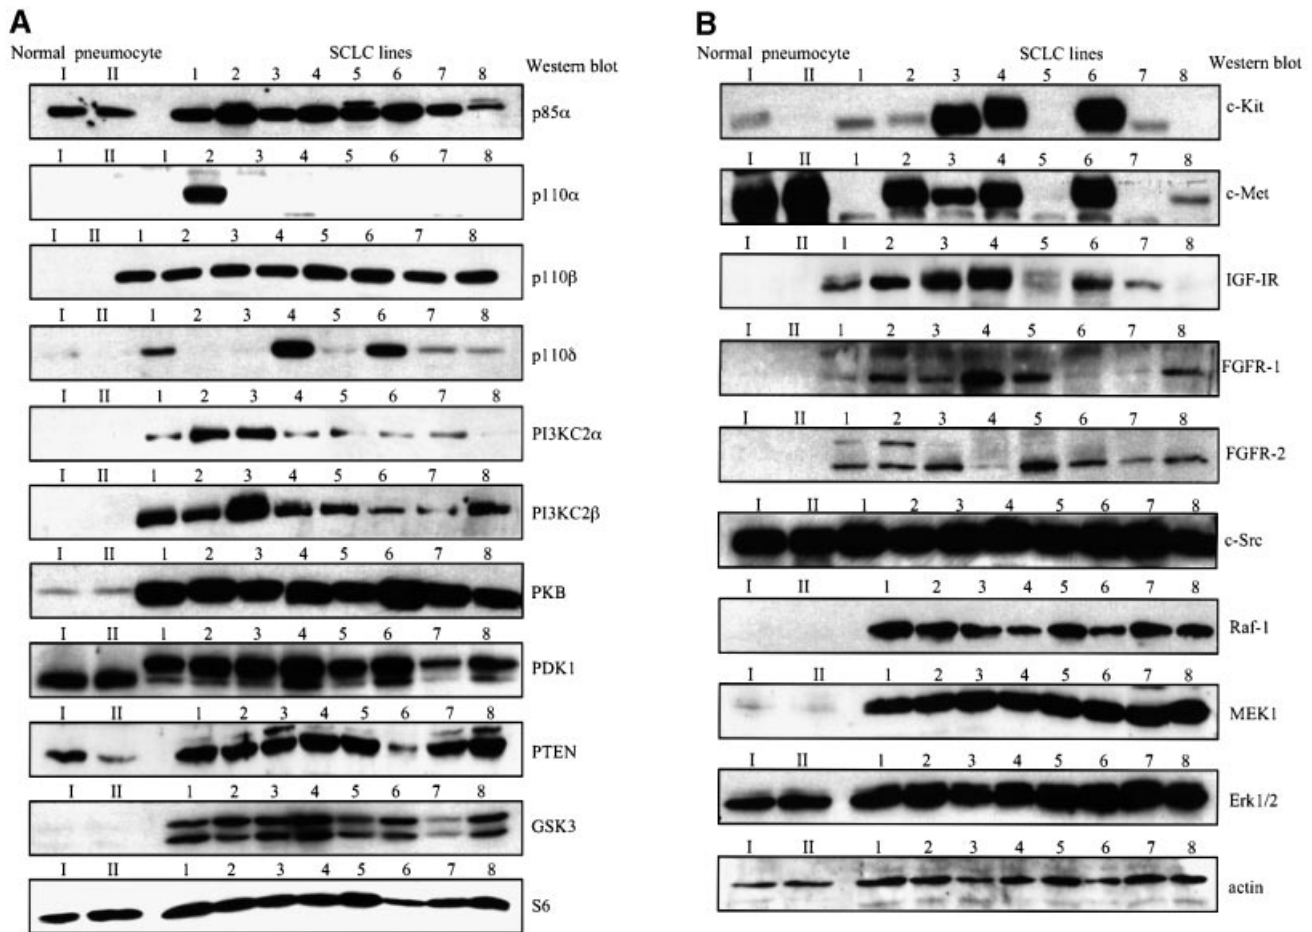 A
Normal pneumocyte SCLC lines
I II 1 2 3 4 5 6 7 8 Western blot
p85α
I II 1 2 3 4 5 6 7 8
p110α
I II 1 2 3 4 5 6 7 8
p110β
I II 1 2 3 4 5 6 7 8
p110δ
I II 1 2 3 4 5 6 7 8
PI3KC2α
I II 1 2 3 4 5 6 7 8
PI3KC2β
I II 1 2 3 4 5 6 7 8
PKB
I II 1 2 3 4 5 6 7 8
PDK1
I II 1 2 3 4 5 6 7 8
PTEN
I II 1 2 3 4 5 6 7 8
GSK3
I II 1 2 3 4 5 6 7 8
S6
B
Normal pneumocyte SCLC lines
I II 1 2 3 4 5 6 7 8 Western blot
c-Kit
I II 1 2 3 4 5 6 7 8
c-Met
I II 1 2 3 4 5 6 7 8
IGF-IR
I II 1 2 3 4 5 6 7 8
FGFR-1
I II 1 2 3 4 5 6 7 8
FGFR-2
I II 1 2 3 4 5 6 7 8
c-Src
I II 1 2 3 4 5 6 7 8
Raf-1
I II 1 2 3 4 5 6 7 8
MEK1
I II 1 2 3 4 5 6 7 8
Erk1/2
I II 1 2 3 4 5 6 7 8
actin